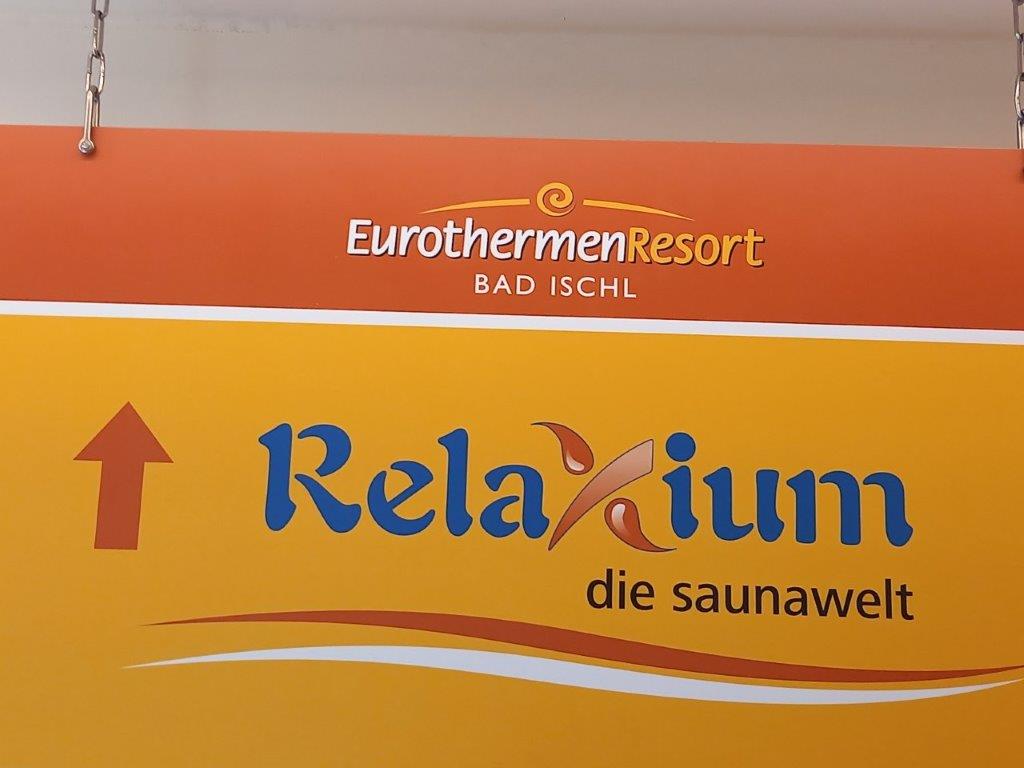 EurothermenResort
BAD ISCHL
Relaxium
die saunawelt